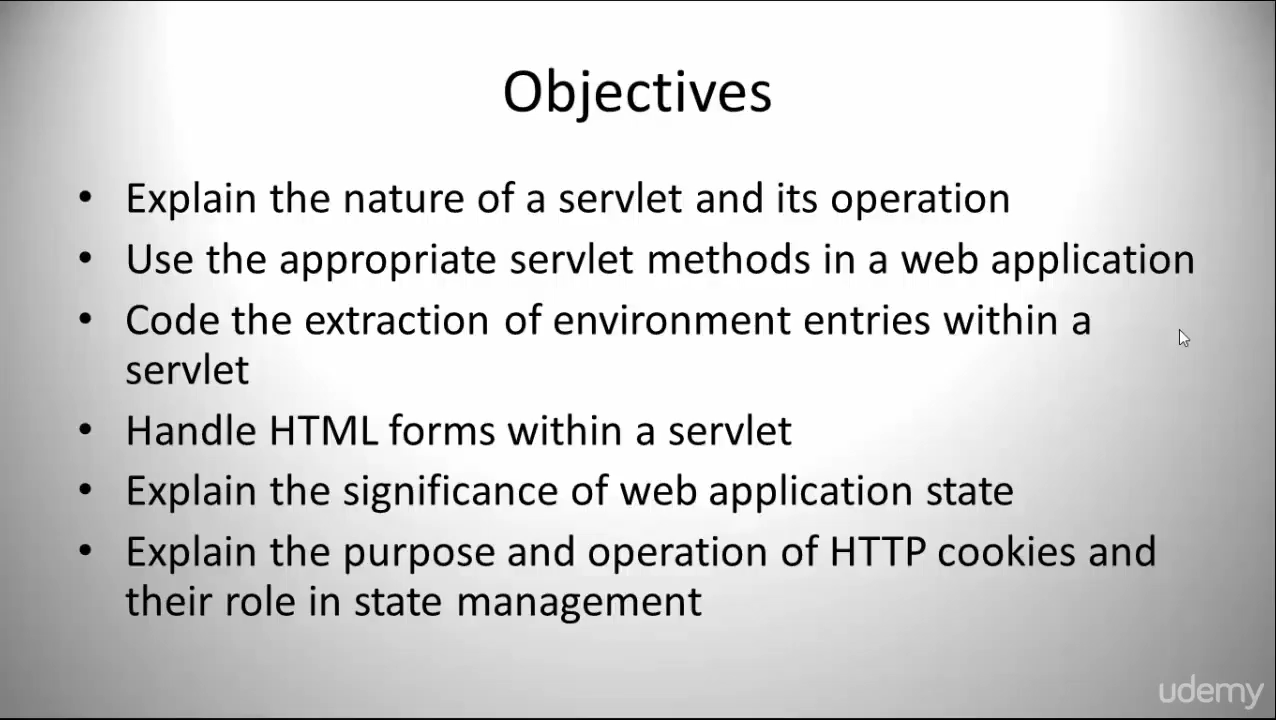 Objectives
• Explain the nature of a servlet and its operation
• Use the appropriate servlet methods in a web application
• Code the extraction of environment entries within a
servlet
• Handle HTML forms within a servlet
• Explain the significance of web application state
• Explain the purpose and operation of HTTP cookies and
their role in state management
udemy